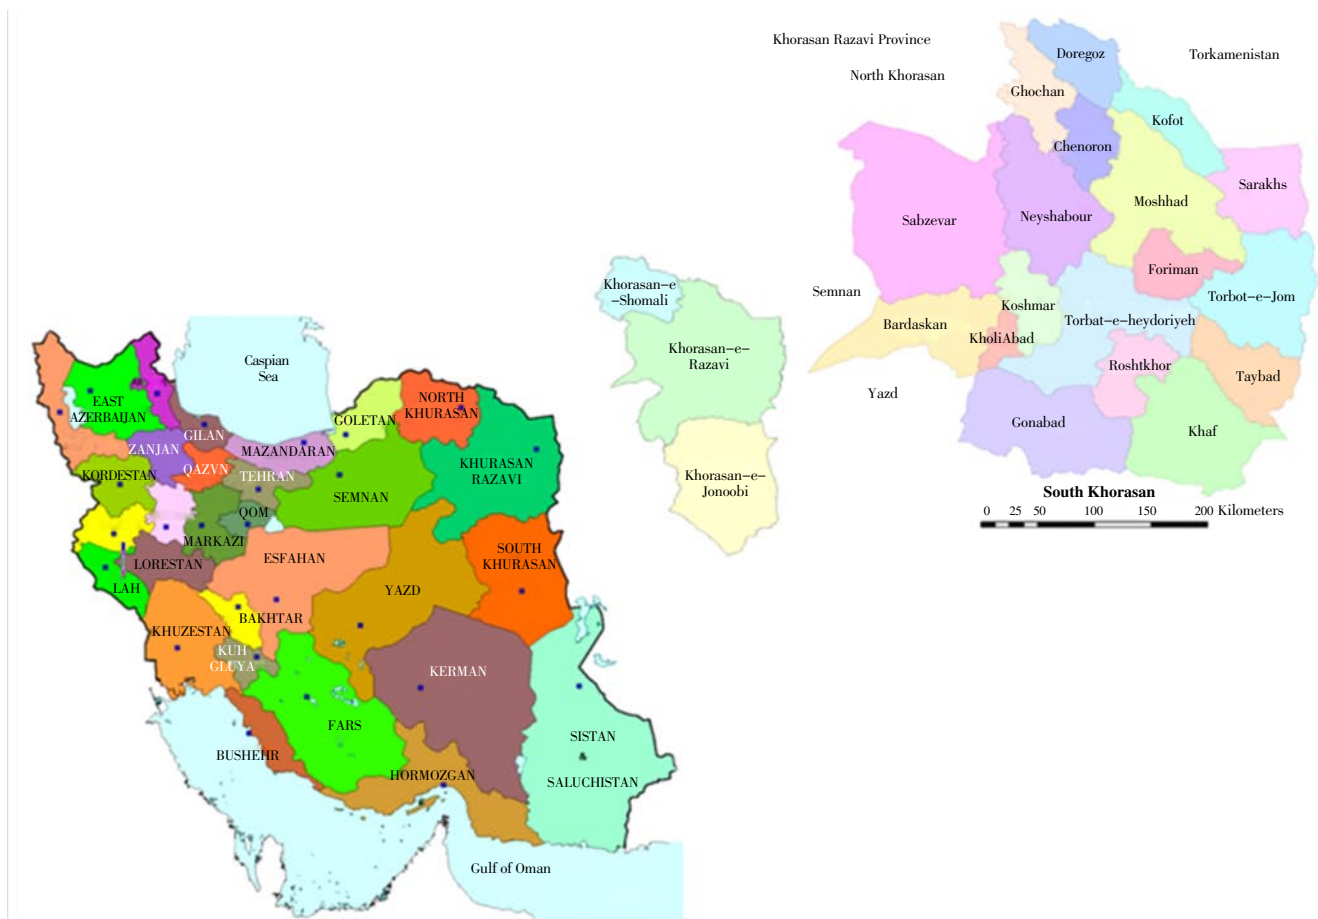 Khorasan Razavi Province
North Khorasan
Torkamenistan
Doregoz
Ghochan
Kofot
Chenoron
Sarakhs
Moshhad
Neyshabour
Sabzevar
Foriman
Semnan
Koshmar
Torbot-e-Jom
Bardaskan
Torbat-e-heydoriyeh
KholiAbad
Roshtkhor
Taybad
Yazd
Gonabad
Khaf
South Khorasan
0 25 50 100 150 200 Kilometers
Khorasan-e
-Shomali
Khorasan-e-
Razavi
Khorasan-e-
Jonoobi
Caspian
Sea
EAST
AZERBAIJAN
GILAN
ZANJAN
MAZANDARAN
GOLETAN
NORTH
KHURASAN
QAZVN
TEHRAN
KHURASAN
RAZAVI
KORDESTAN
SEMNAN
QOM
MARKAZI
LORESTAN
ESFAHAN
SOUTH
KHURASAN
LAH
YAZD
BAKHTAR
KHUZESTAN
KUH
GLUYA
KERMAN
FARS
BUSHEHR
HORMOZGAN
SISTAN
&
SALUCHISTAN
Gulf of Oman